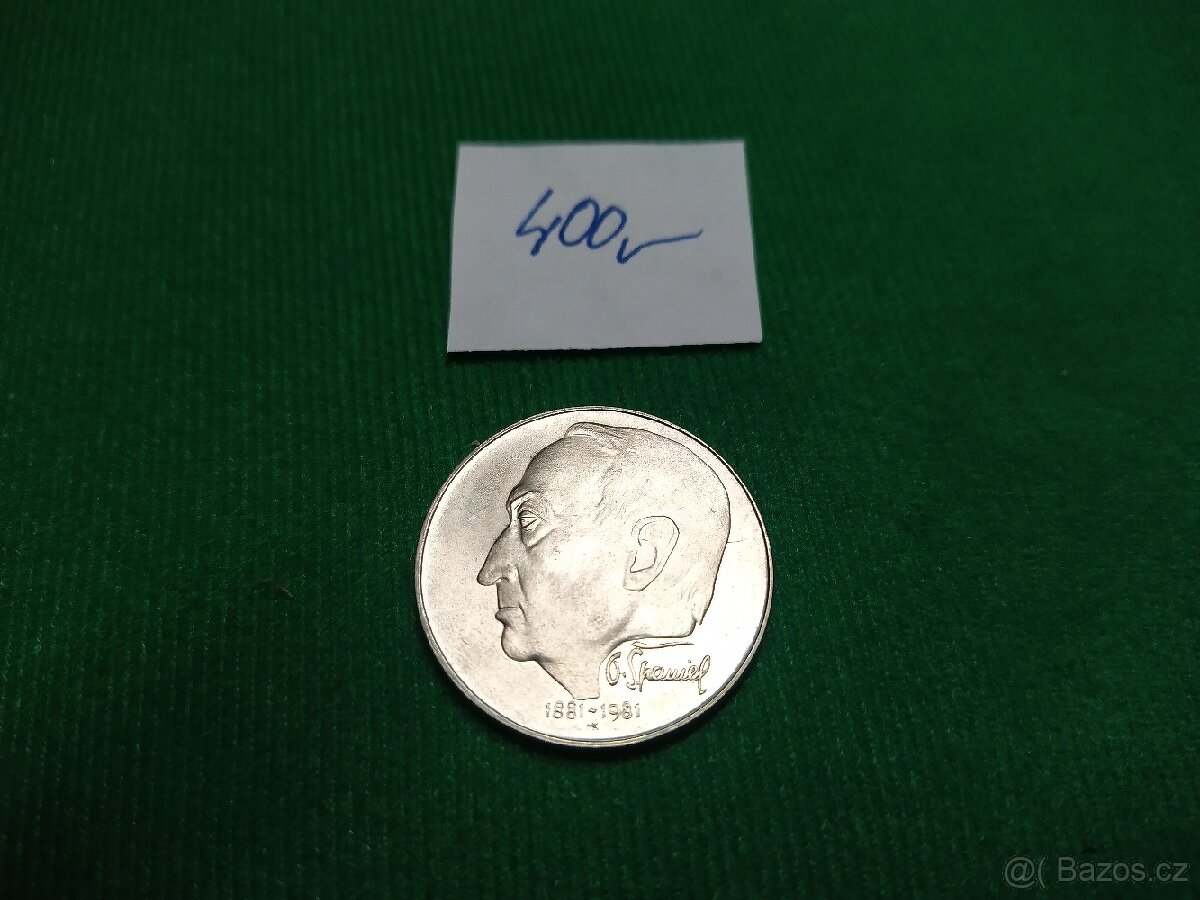 400,-
O. Španiel
1881-1981
@( Bazos.cz